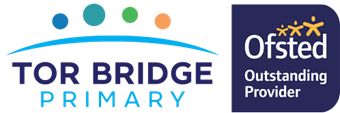 TOR BRIDGE
PRIMARY
Ofsted
Outstanding
Provider